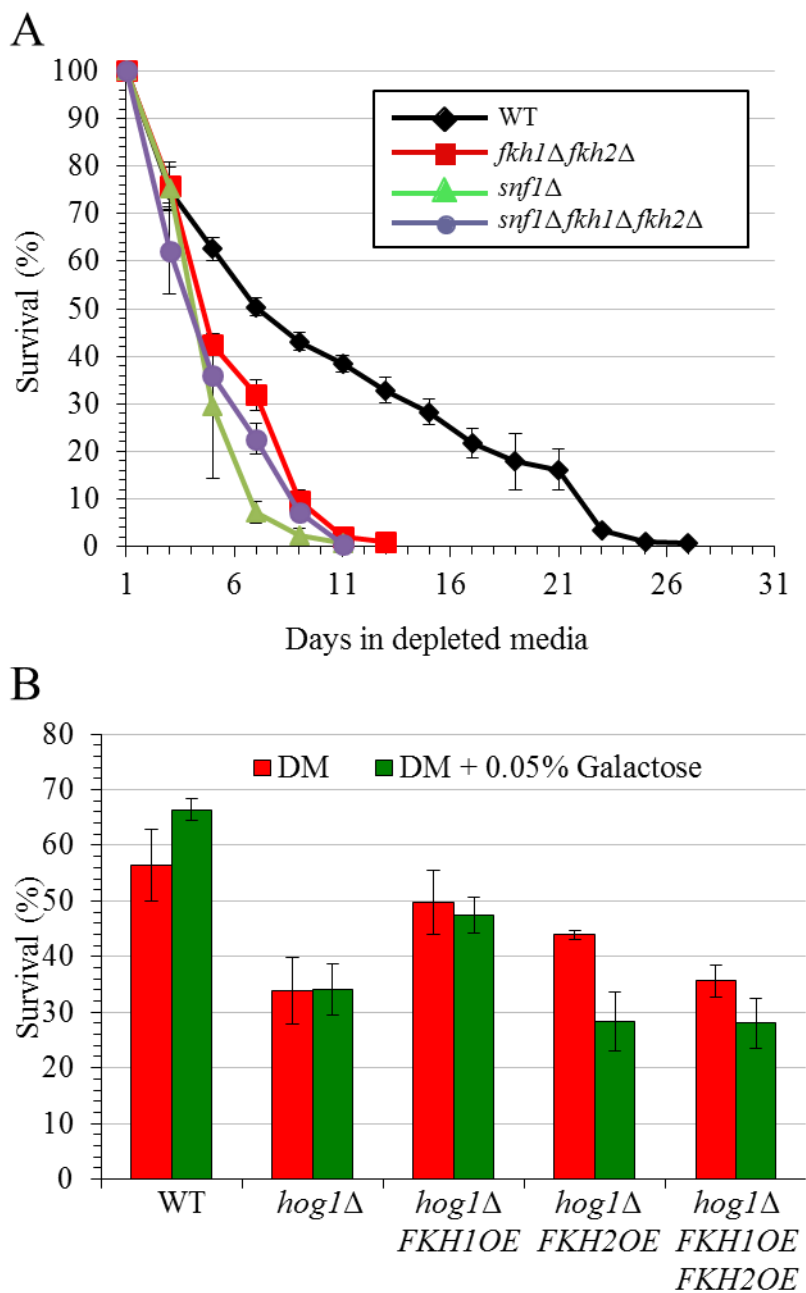 A
100
90
80
70
60
50
40
30
20
10
0
Survival (%)
WT
fkh1Δfkh2Δ
snf1Δ
snf1Δfkh1Δfkh2Δ
1 6 11 16 21 26 31
Days in depleted media
B
80
70
60
50
40
30
20
10
0
Survival (%)
DM DM + 0.05% Galactose
WT
hog1Δ
hog1Δ
FKH1OE
hog1Δ
FKH2OE
hog1Δ
FKH1OE
FKH2OE